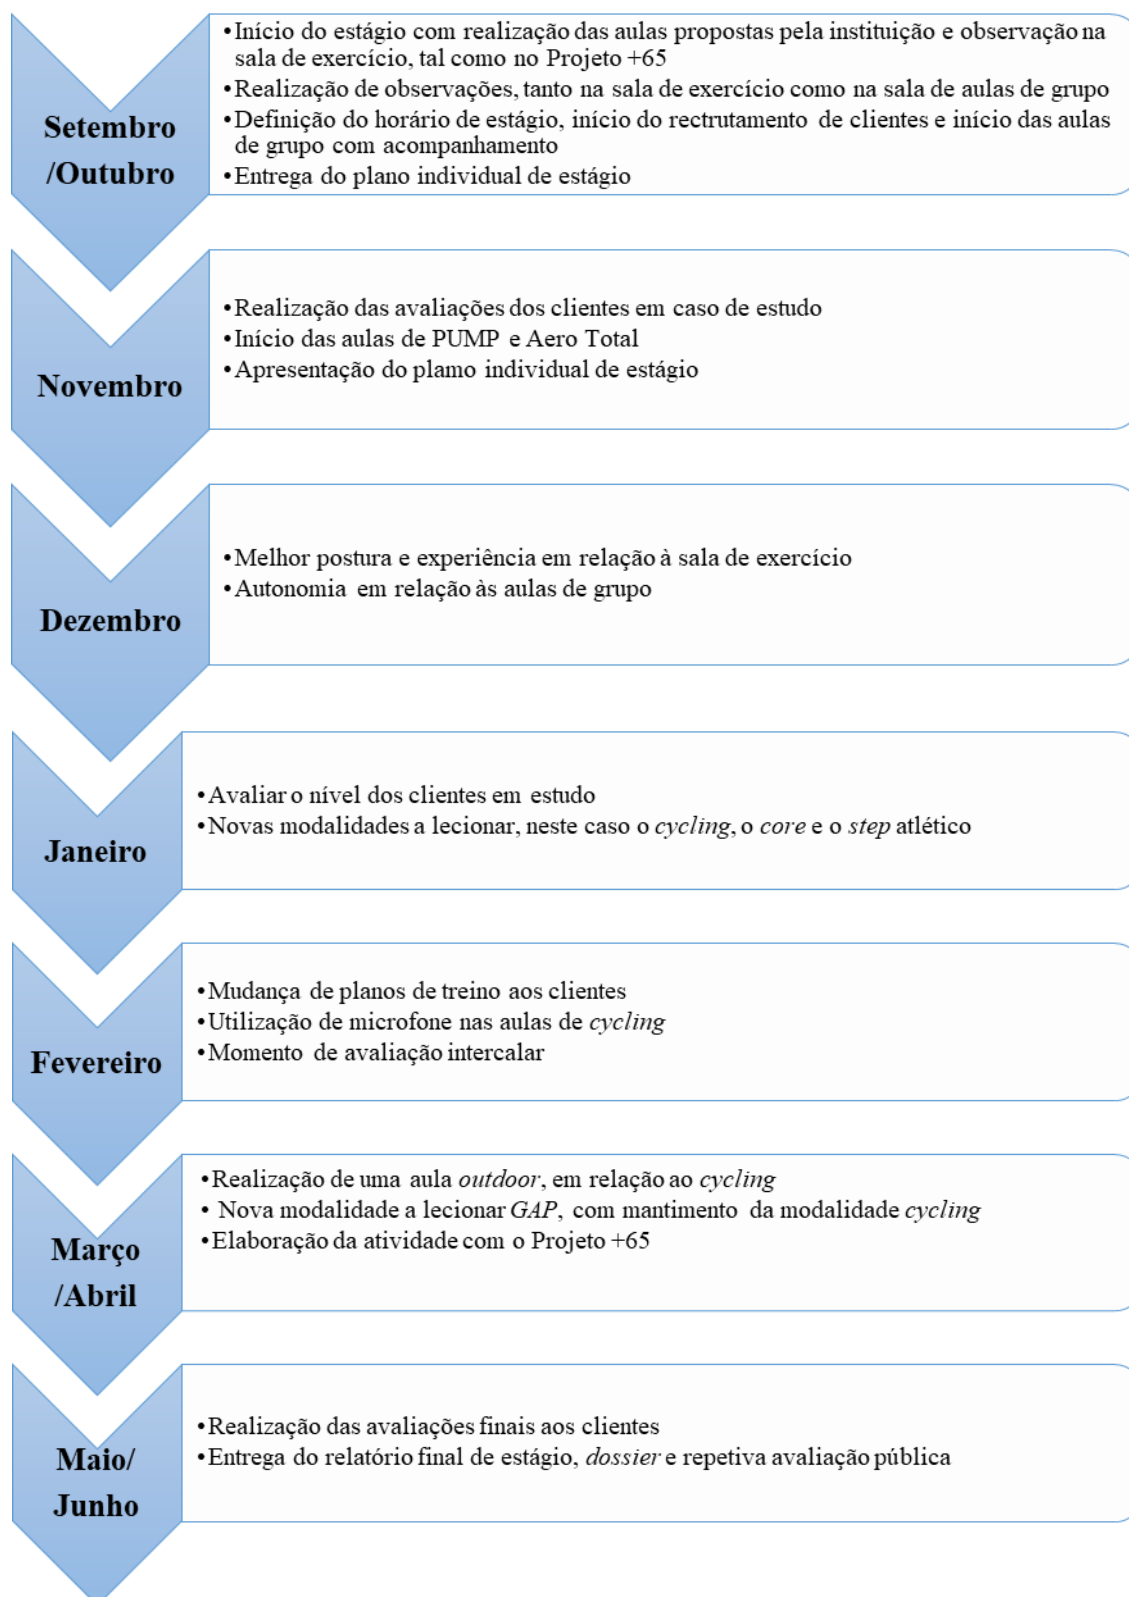 Setembro
/Outubro
•Início do estágio com realização das aulas propostas pela instituição e observação na
sala de exercício, tal como no Projeto +65
•Realização de observações, tanto na sala de exercício como na sala de aulas de grupo
•Definição do horário de estágio, início do rectrutamento de clientes e início das aulas
de grupo com acompanhamento
•Entrega do plano individual de estágio
Novembro
•Realização das avaliações dos clientes em caso de estudo
•Início das aulas de PUMP e Aero Total
•Apresentação do plamo individual de estágio
Dezembro
•Melhor postura e experiência em relação à sala de exercício
•Autonomia em relação às aulas de grupo
Janeiro
•Avaliar o nível dos clientes em estudo
•Novas modalidades a lecionar, neste caso o cycling, o core e o step atlético
Fevereiro
•Mudança de planos de treino aos clientes
•Utilização de microfone nas aulas de cycling
•Momento de avaliação intercalar
Março
/Abril
•Realização de uma aula outdoor, em relação ao cycling
• Nova modalidade a lecionar GAP, com mantimento da modalidade cycling
•Elaboração da atividade com o Projeto +65
Maio/
Junho
•Realização das avaliações finais aos clientes
•Entrega do relatório final de estágio, dossier e repetiva avaliação pública